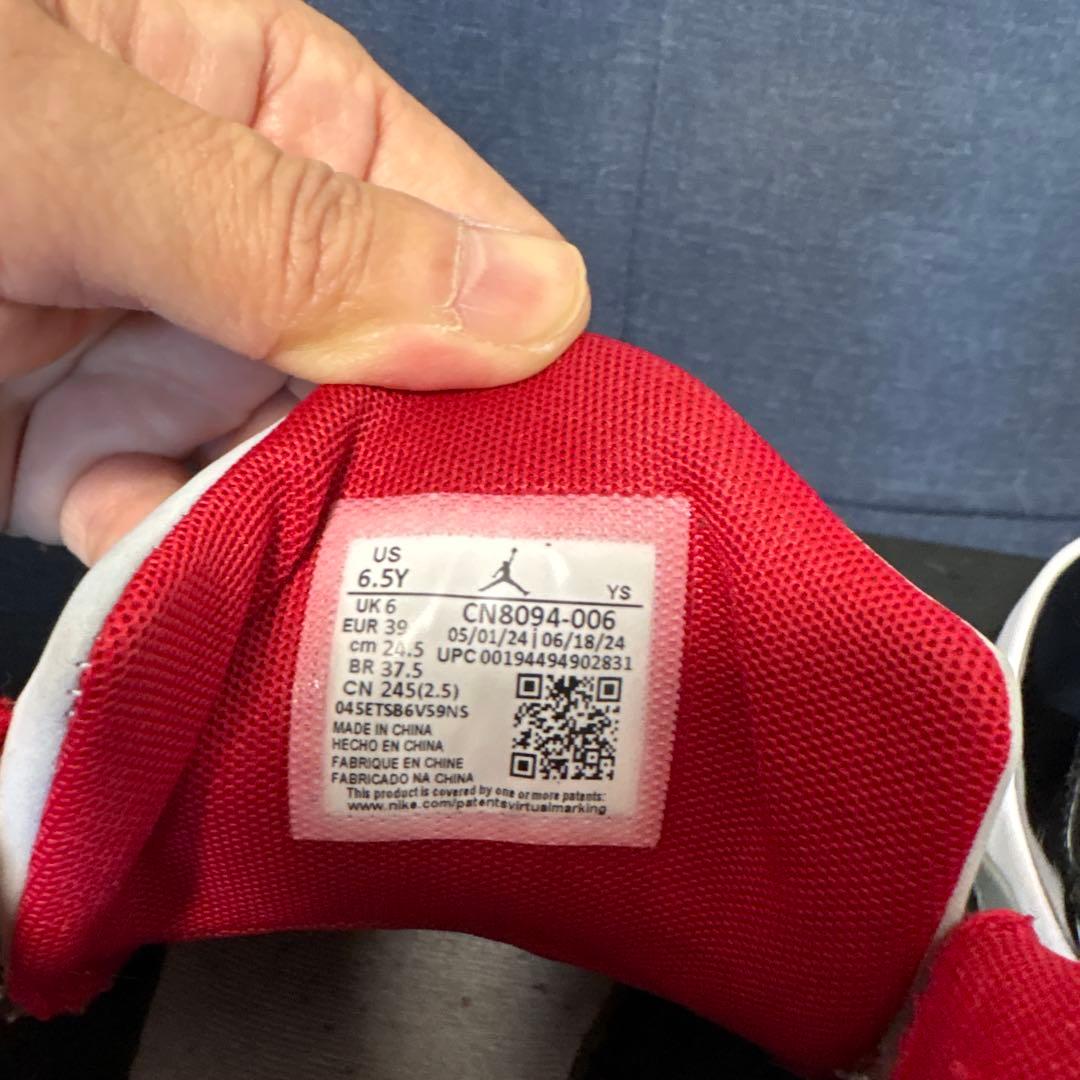 US
6.5Y
YS
UK 6
EUR 39
cm 24.5
BR 37.5
CN 245(2.5)
045ETSB6V59NS
CN8094-006
05/01/24 | 06/18/24
UPC 00194494902831
MADE IN CHINA
HECHO EN CHINA
FABRIQUE EN CHINE
FABRICADO NA CHINA
This product is covered by one or more patents:
www.nike.com/patentsvirtualmarking